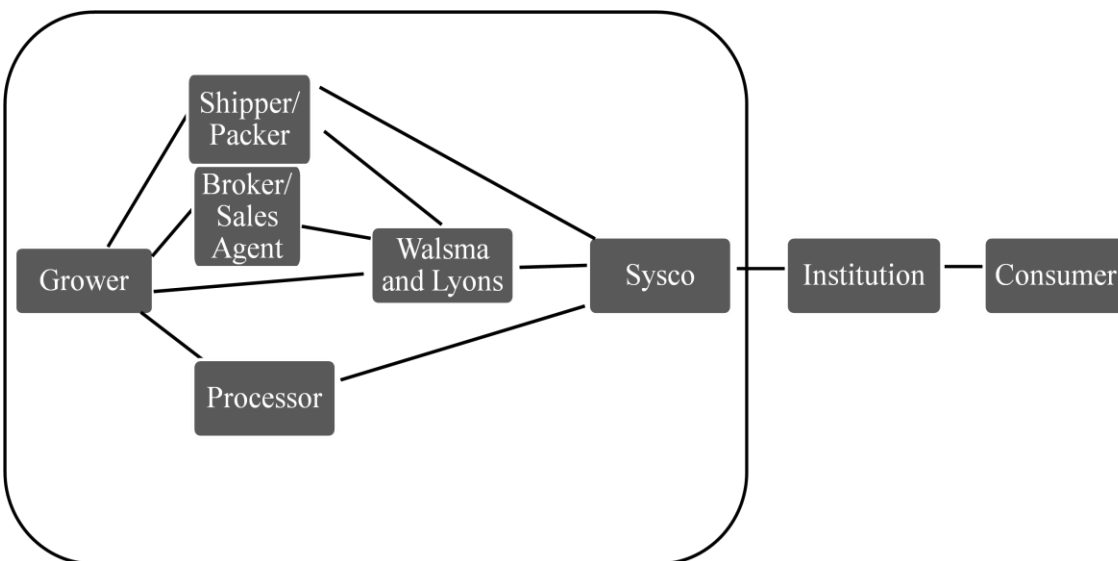 Shipper/
Packer
Broker/
Sales
Agent
Grower
Walsma
and Lyons
Sysco
Institution
Consumer
Processor